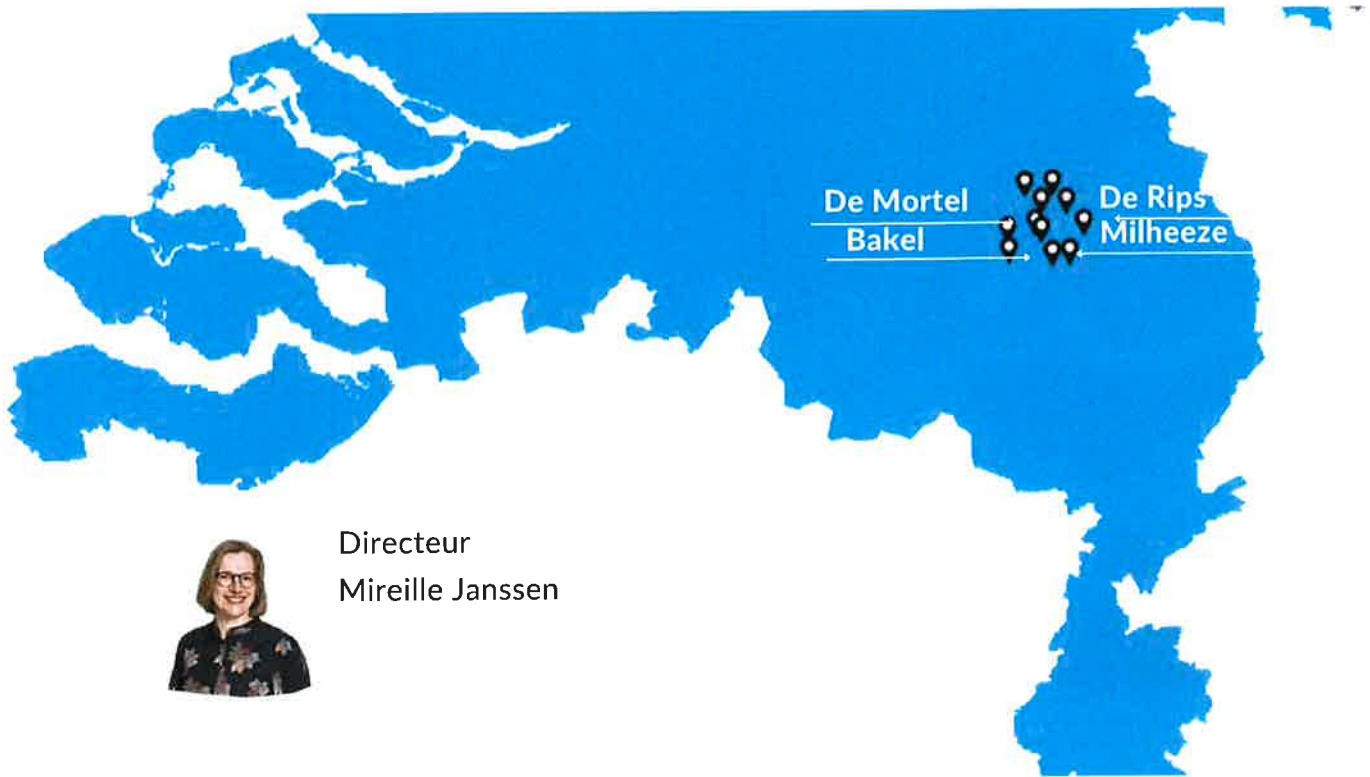 De Mortel
De Rips
Bakel
Milheeze
Directeur
Mireille Janssen